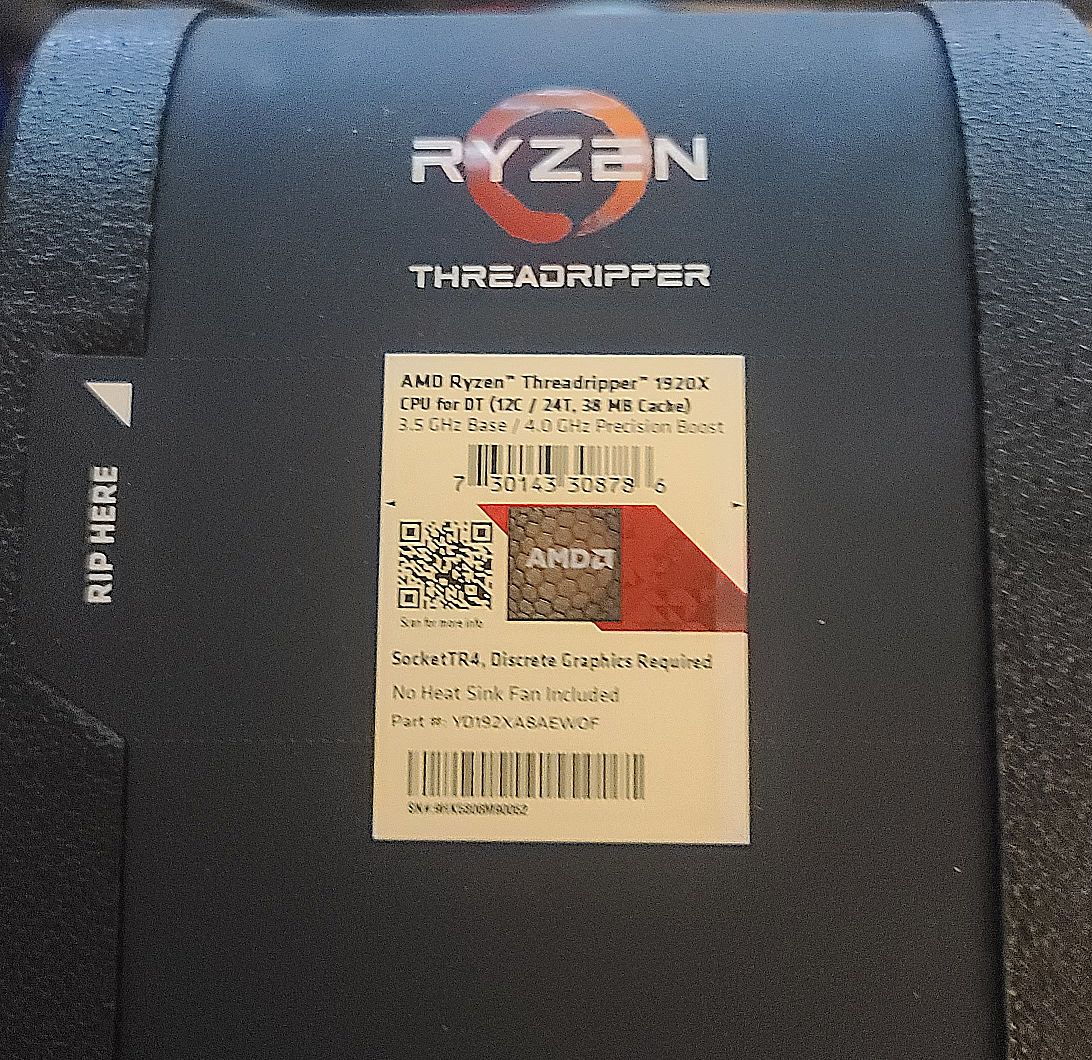 RYZEN
THREADRIPPER
RIP HERE
AMD Ryzen™ Threadripper™ 1920X
CPU for DT (12C / 24T, 38 MB Cache)
3.5 GHz Base / 4.0 GHz Precision Boost
7 30143 30879 6
AMD
Scan for more info
SocketTR4, Discrete Graphics Required
No Heat Sink Fan Included
Part #: YD192XA8AEWOF